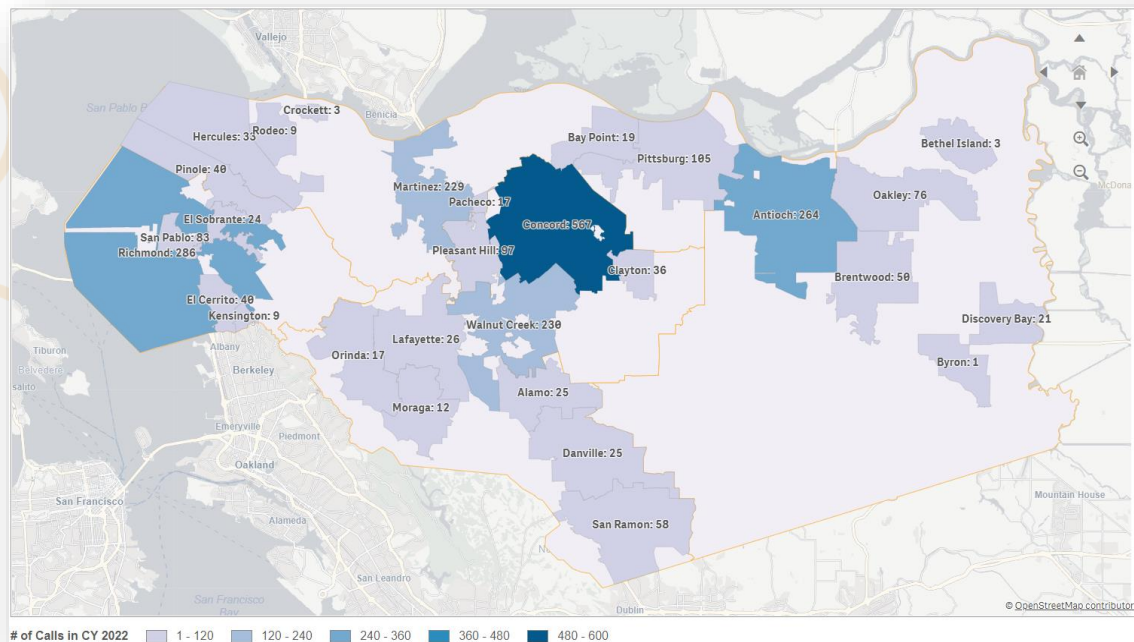 Vallejo
San Pablo B
Benicia
Crockett: 3
Hercules: 33
Rodeo: 9
Bay Point: 19
Bethel Island: 3
Pinole: 40
Pittsburg: 105
Martinez: 229
McDona
Oakley: 76
Pacheco: 17
El Sobrante: 24
Antioch: 264
Concord: 567
San Pablo: 83
Richmond: 286
Pleasant Hill: 97
Clayton: 36
Brentwood: 50
El Cerrito: 40
Kensington: 9
Discovery Bay: 21
Walnut Creek: 230
Lafayette: 26
Albany
Tiburon
Orinda: 17
Belvedere
Berkeley
Byron: 1
salito
Alamo: 25
Moraga: 12
Emeryville
Piedmont
Danville: 25
Oakland
San Francisco
Mountain House
Alameda
San Ramon: 58
San Leandro
San Francisco
Bay
Dublin
© OpenStreetMap contributor
# of Calls in CY 2022 1 - 120 120 - 240 240 - 360 360 - 480 480 - 600